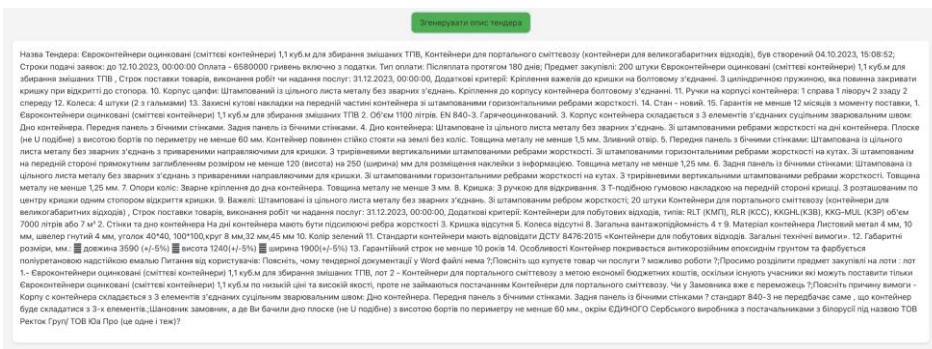 Згенерувати опис тендера
Назва Тендера: Євроконтейнери оцинковані (сміттєві контейнери) 1,1 куб.м для збирання змішаних ТПВ, Контейнери для портального сміттєвозу (контейнери для великогабаритних відходів), був створений 04.10.2023, 15:08:52;
Строки подачі заявок: до 12.10.2023, 00:00:00 Оплата - 6580000 гривень включно з податки. Тип оплати: Післяплата протягом 180 днів; Предмет закупівлі: 200 штуки Євроконтейнери оцинковані (сміттєві контейнери) 1,1 куб.м для
збирання змішаних ТПВ , Строк поставки товарів, виконання робіт чи надання послуг: 31.12.2023, 00:00:00, Додаткові критерії: Кріплення важелів до кришки на болтовому з'єднанні. З циліндричною пружиною, яка повинна закривати
кришку при відкритті до стопора. 10. Корпус цапфи: Штампований із цільного листа металу без зварних з'єднань. Кріплення до корпусу контейнера болтовому з'єднанні. 11. Ручки на корпусі контейнера: 1 справа 1 ліворуч 2 ззаду 2
спереду 12. Колеса: 4 штуки (2 з гальмами) 13. Захисні кутові накладки на передній частині контейнера зі штампованими горизонтальними ребрами жорсткості. 14. Стан - новий. 15. Гарантія не менше 12 місяців з моменту поставки, 1.
Євроконтейнери оцинковані (сміттєві контейнери) 1,1 куб.м для збирання змішаних ТПВ 2. Об'єм 1100 літрів. EN 840-3. Гарячеоцинкований. 3. Корпус контейнера складається з 3 елементів з'єднаних суцільним зварювальним швом:
Дно контейнера. Передня панель з бічними стінками. Задня панель із бічними стінками. 4. Дно контейнера: Штамповане із цільного листа металу без зварних з'єднань. Зі штампованими ребрами жорсткості на дні контейнера. Плоске
(не U подібне) з висотою бортів по периметру не менше 60 мм. Контейнер повинен стійко стояти на землі без коліс. Товщина металу не менше 1,5 мм. Зливний отвір. 5. Передня панель з бічними стінками: Штампована із цільного
листа металу без зварних з'єднань з привареними направляючими для кришки. З трирівневими вертикальними штампованими ребрами жорсткості. Зі штампованими горизонтальними ребрами жорсткості на кутах. Зі штампованим
на передній стороні прямокутним заглибленням розміром не менше 120 (висота) на 250 (ширина) мм для розміщення наклейки з інформацією. Товщина металу не менше 1,25 мм. 6. Задня панель із бічними стінками: Штампована із
цільного листа металу без зварних з'єднань з привареними направляючими для кришки. Зі штампованими горизонтальними ребрами жорсткості на кутах. З трирівневими вертикальними штампованими ребрами жорсткості. Товщина
металу не менше 1,25 мм. 7. Опори коліс: Зварне кріплення до дна контейнера. Товщина металу не менше 3 мм. 8. Кришка: З ручкою для відкривання. З Т-подібною гумовою накладкою на передній стороні кришці. З розташованим по
центру кришки одним стопором відкриття кришки. 9. Важелі: Штамповані із цільного листа металу без зварних з'єднань. Зі штампованим ребром жорсткості; 20 штуки Контейнери для портального сміттєвозу (контейнери для
великогабаритних відходів) , Строк поставки товарів, виконання робіт чи надання послуг: 31.12.2023, 00:00:00, Додаткові критерії: Контейнери для побутових відходів, типів: RLT (КМП), RLR (КСС), KKGHL(КЗВ), KKG-MUL (КЗР) об'єм
7000 літрів або 7 м³ 2. Стінки та дно контейнера На дні контейнера мають бути підсилюючі ребра жорсткості 3. Кришка відсутня 5. Колеса відсутні 8. Загальна вантажопідйомність 4 т 9. Матеріал контейнера Листовий метал 4 мм, 10
мм, швелер гнутий 4 мм, уголок 40*40, 100*100,круг 8 мм,32 мм,45 мм 10. Колір зелений 11. Стандарти контейнери мають відповідати ДСТУ 8476:2015 «Контейнери для побутових відходів. Загальні технічні вимоги». 12. Габаритні
розміри, мм.: ䷀ довжина 3590 (+/-5%) ䷀ висота 1240(+/-5%) ䷀ ширина1900(+/-5%) 13. Гарантійний строк не менше 10 років 14. Особливості Контейнер покривається антикорозійним епоксидним ґрунтом та фарбується
поліуретановою надстійкою емаллю Питання від користувачів: Поясніть, чому тендерної документації у Word файлі нема ?;Поясніть що купуєте товар чи послуги ? можливо роботи ?;Просимо розділити предмет закупівлі на лоти : лот
1.- Євроконтейнери оцинковані (сміттєві контейнери) 1,1 куб.м для збирання змішаних ТПВ, лот 2 - Контейнери для портального сміттєвозу з метою економії бюджетних коштів, оскільки існують учасники які можуть поставити тільки
Євроконтейнери оцинковані (сміттєві контейнери) 1,1 куб.м по низькій ціні та високій якості, проте не займаються постачанням Контейнери для портального сміттєвозу. Чи у Замовника вже є переможець ?;Поясніть причину вимоги -
Корпу с контейнера складається з 3 елементів з'єднаних суцільним зварювальним швом: Дно контейнера. Передня панель з бічними стінками. Задня панель із бічними стінками ? стандарт 840-3 не передбачає саме , що контейнер
буде складатися з 3-х елементів.;Шановник замовник, а де Ви бачили дно плоске (не U подібне) з висотою бортів по периметру не менше 60 мм., окрім ЄДИНОГО Сербського виробника з постачальниками з білорусії під назвою ТОВ
Ректок Груп/ ТОВ Юа Про (це одне і теж)?